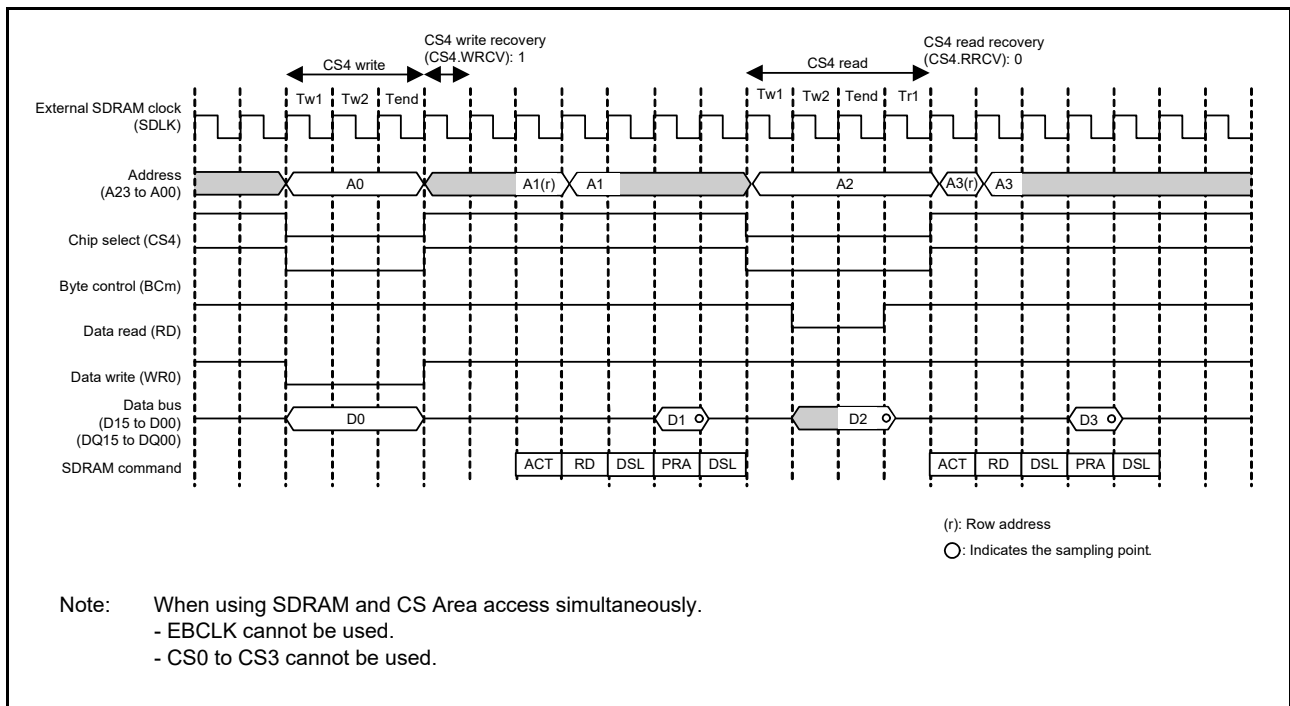 CS4 write recovery
(CS4.WRCV): 1
CS4 write
CS4 read recovery
(CS4.RRCV): 0
CS4 read
Tw1 Tw2 Tend
Tw1 Tw2 Tend Tr1
External SDRAM clock
(SDLK)
Address
(A23 to A00)
A0 A1(r) A1 A2 A3(r) A3
Chip select (CS4)
Byte control (BCm)
Data read (RD)
Data write (WR0)
Data bus
(D15 to D00)
(DQ15 to DQ00)
D0 D1 D2 D3
SDRAM command
ACT RD DSL PRA DSL ACT RD DSL PRA DSL
(r): Row address
: Indicates the sampling point.
Note: When using SDRAM and CS Area access simultaneously.
- EBCLK cannot be used.
- CS0 to CS3 cannot be used.